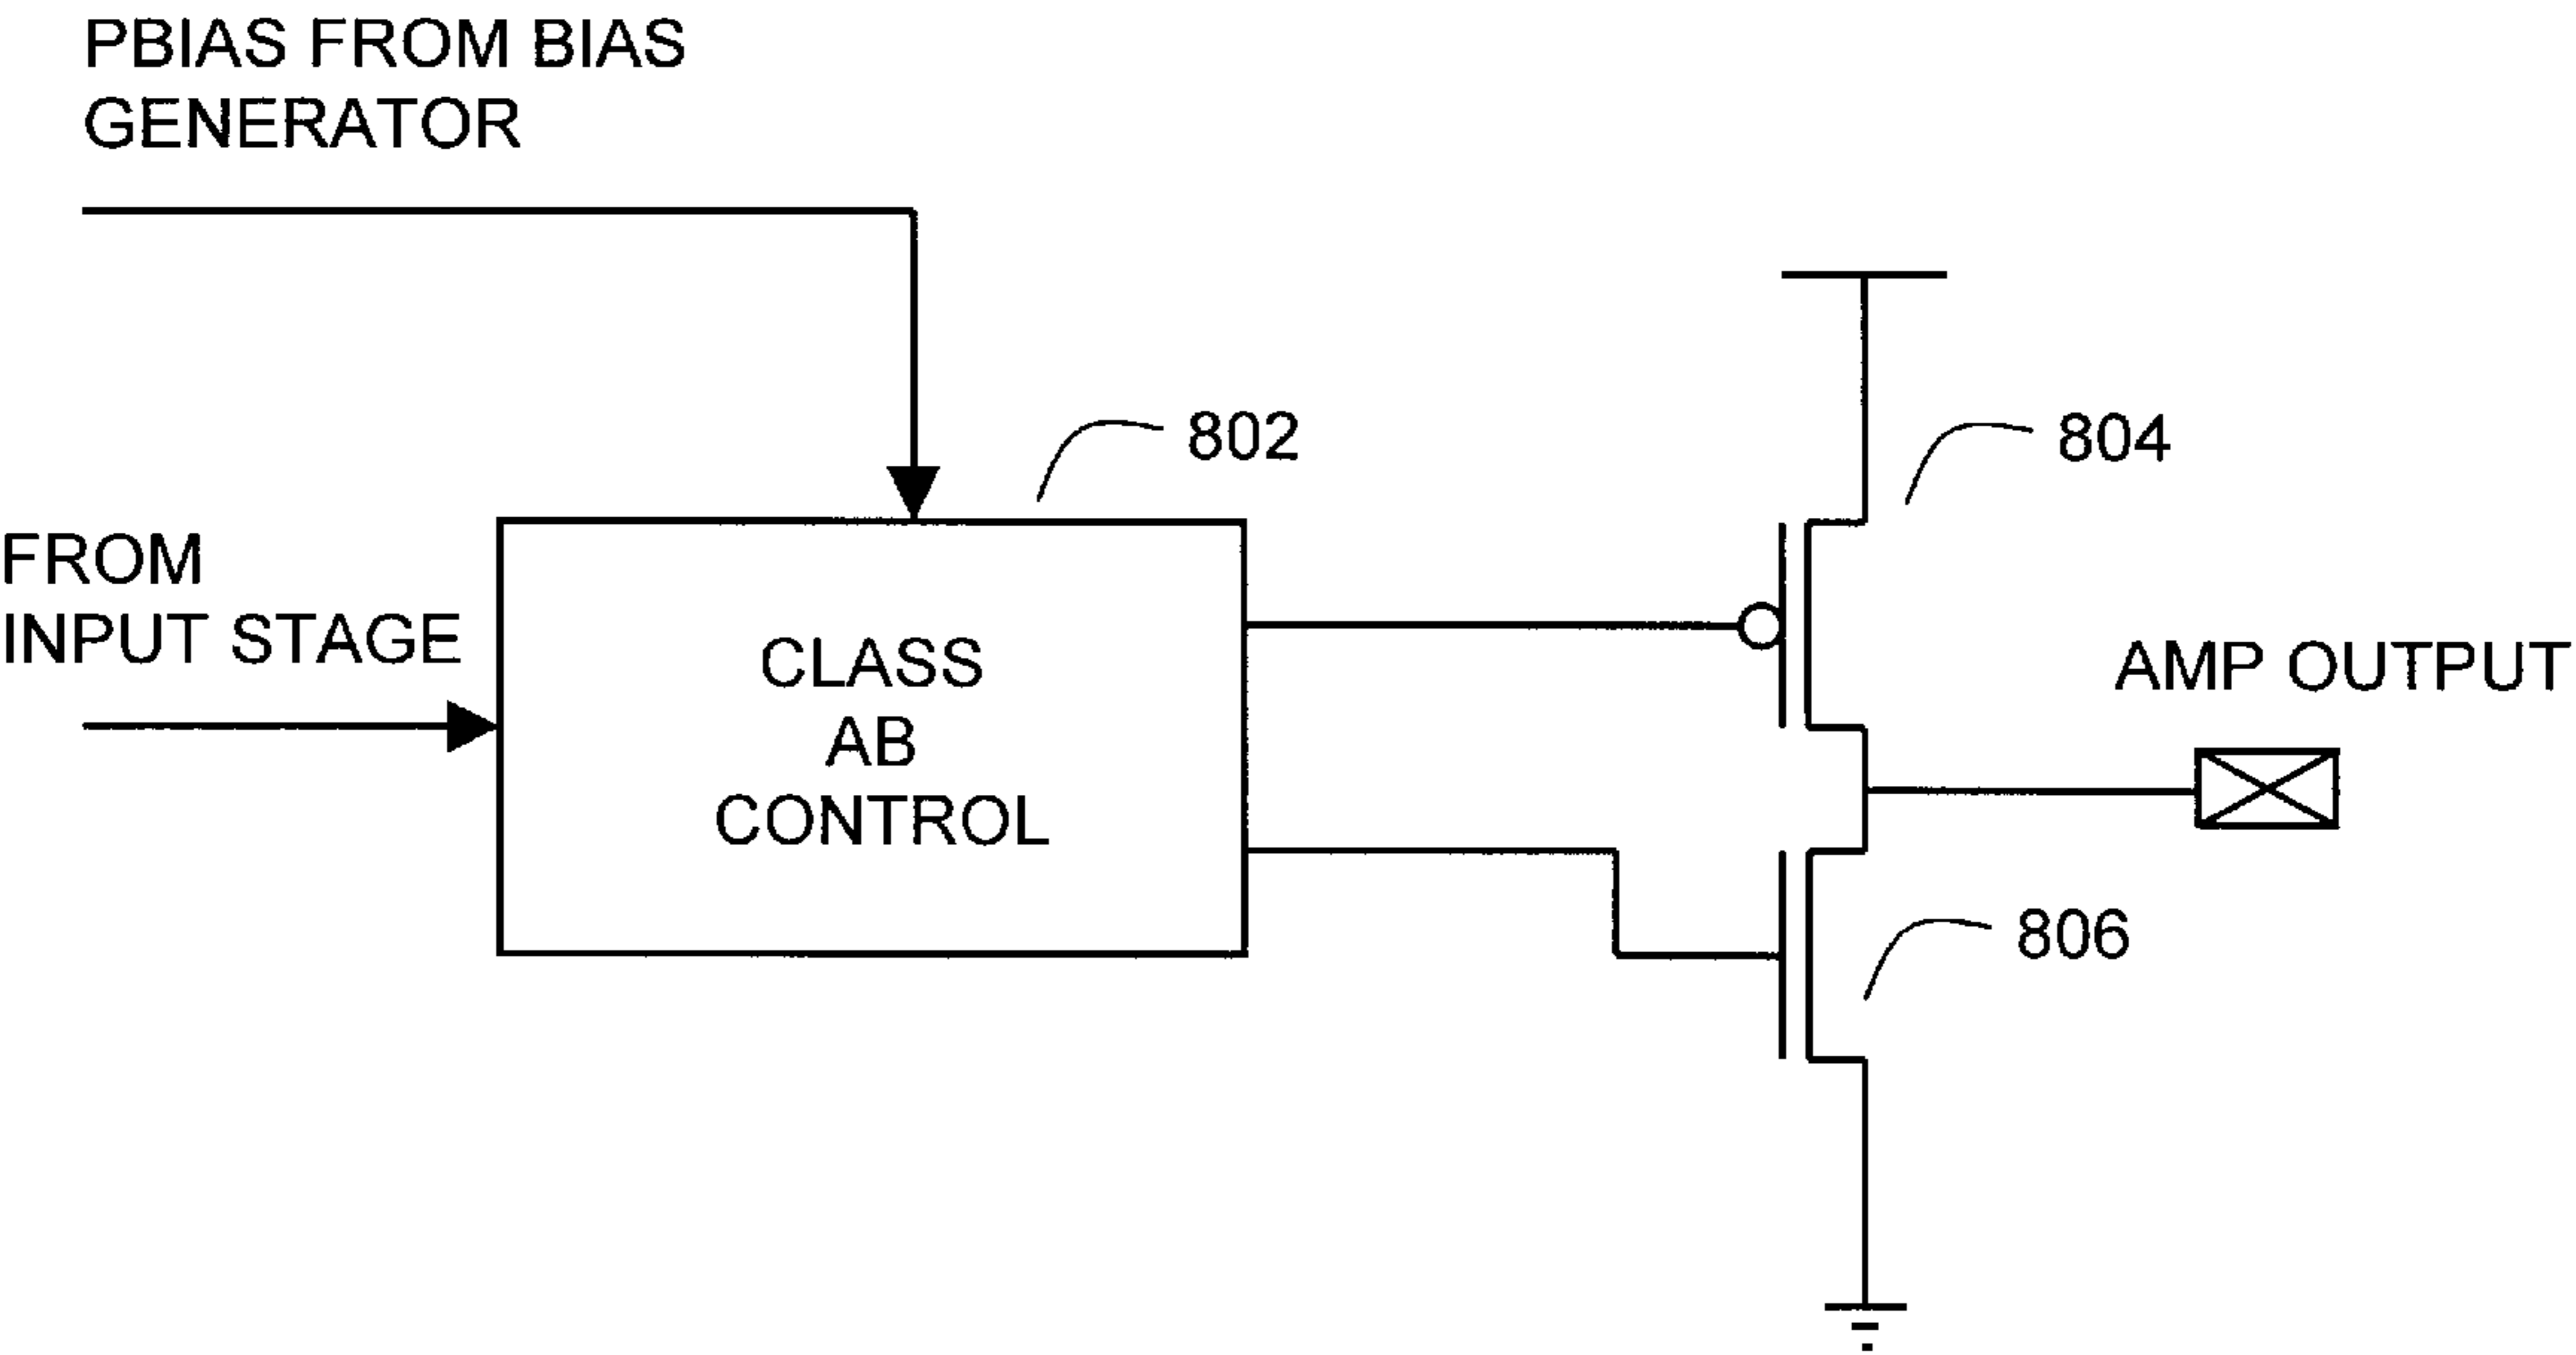 PBIAS FROM BIAS
GENERATOR
802
804
FROM
INPUT STAGE
CLASS
AB
CONTROL
AMP OUTPUT
806